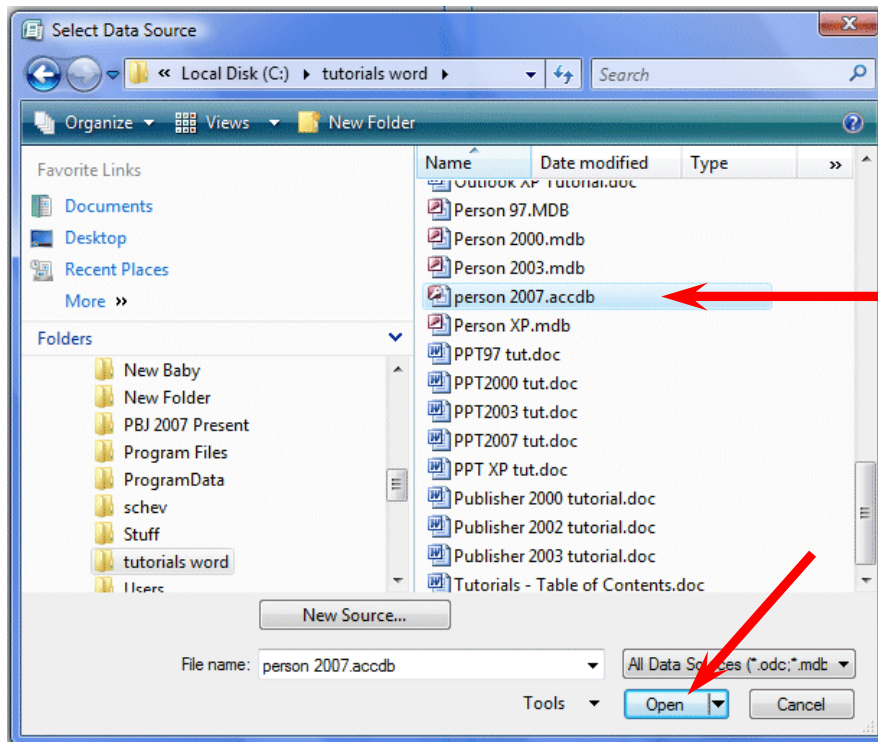 Select Data Source
« Local Disk (C:) tutorials word
Search
Organize Views New Folder
Favorite Links
Documents
Desktop
Recent Places
More »
Folders
New Baby
New Folder
PBJ 2007 Present
Program Files
ProgramData
schev
Stuff
tutorials word
Users
Name Date modified Type »
Outlook XP Tutorial.doc
Person 97.MDB
Person 2000.mdb
Person 2003.mdb
person 2007.accdb
Person XP.mdb
PPT97 tut.doc
PPT2000 tut.doc
PPT2003 tut.doc
PPT2007 tut.doc
PPT XP tut.doc
Publisher 2000 tutorial.doc
Publisher 2002 tutorial.doc
Publisher 2003 tutorial.doc
Tutorials - Table of Contents.doc
New Source...
File name: person 2007.accdb
All Data Sources (*.odc;*.mdb
Tools Open Cancel